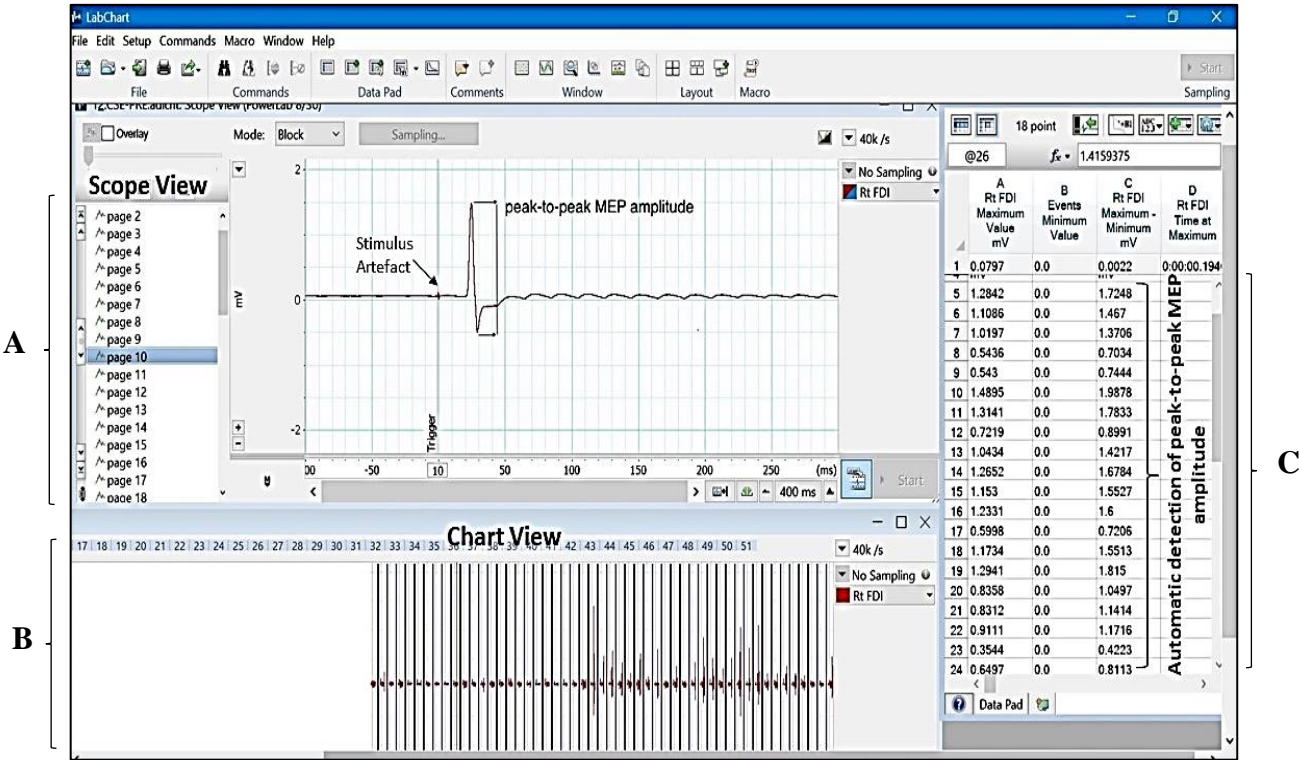 LabChart
File Edit Setup Commands Macro Window Help
File Commands Data Pad Comments Window Layout Macro
Start
Sampling
Scope View (PowerLab 8/30)
Overlay
Mode: Block
Sampling...
40k /s
No Sampling
Rt FDI
Scope View
page 2
page 3
page 4
page 5
page 6
page 7
page 8
page 9
page 10
page 11
page 12
page 13
page 14
page 15
page 16
page 17
page 18
A
2
0
-2
mV
peak-to-peak MEP amplitude
Stimulus
Artefact
Trigger
00 -50 10 50 100 150 200 250 (ms)
400 ms
Start
Chart View
17 18 19 20 21 22 23 24 25 26 27 28 29 30 31 32 33 34 35 36 37 38 39 40 41 42 43 44 45 46 47 48 49 50 51
40k /s
No Sampling
Rt FDI
B
18 point
@26
1.4159375
A
Rt FDI
Maximum
Value
mV
B
Events
Minimum
Value
C
Rt FDI
Maximum -
Minimum
mV
D
Rt FDI
Time at
Maximum
1 0.0797 0.0 0.0022 0:00:00.194
5 1.2842 0.0 1.7248
6 1.1086 0.0 1.467
7 1.0197 0.0 1.3706
8 0.5436 0.0 0.7034
9 0.543 0.0 0.7444
10 1.4895 0.0 1.9878
11 1.3141 0.0 1.7833
12 0.7219 0.0 0.8991
13 1.0434 0.0 1.4217
14 1.2652 0.0 1.6784
15 1.153 0.0 1.5527
16 1.2331 0.0 1.6
17 0.5998 0.0 0.7206
18 1.1734 0.0 1.5513
19 1.2941 0.0 1.815
20 0.8358 0.0 1.0497
21 0.8312 0.0 1.1414
22 0.9111 0.0 1.1716
23 0.3544 0.0 0.4223
24 0.6497 0.0 0.8113
Automatic detection of peak-to-peak MEP
amplitude
Data Pad
C